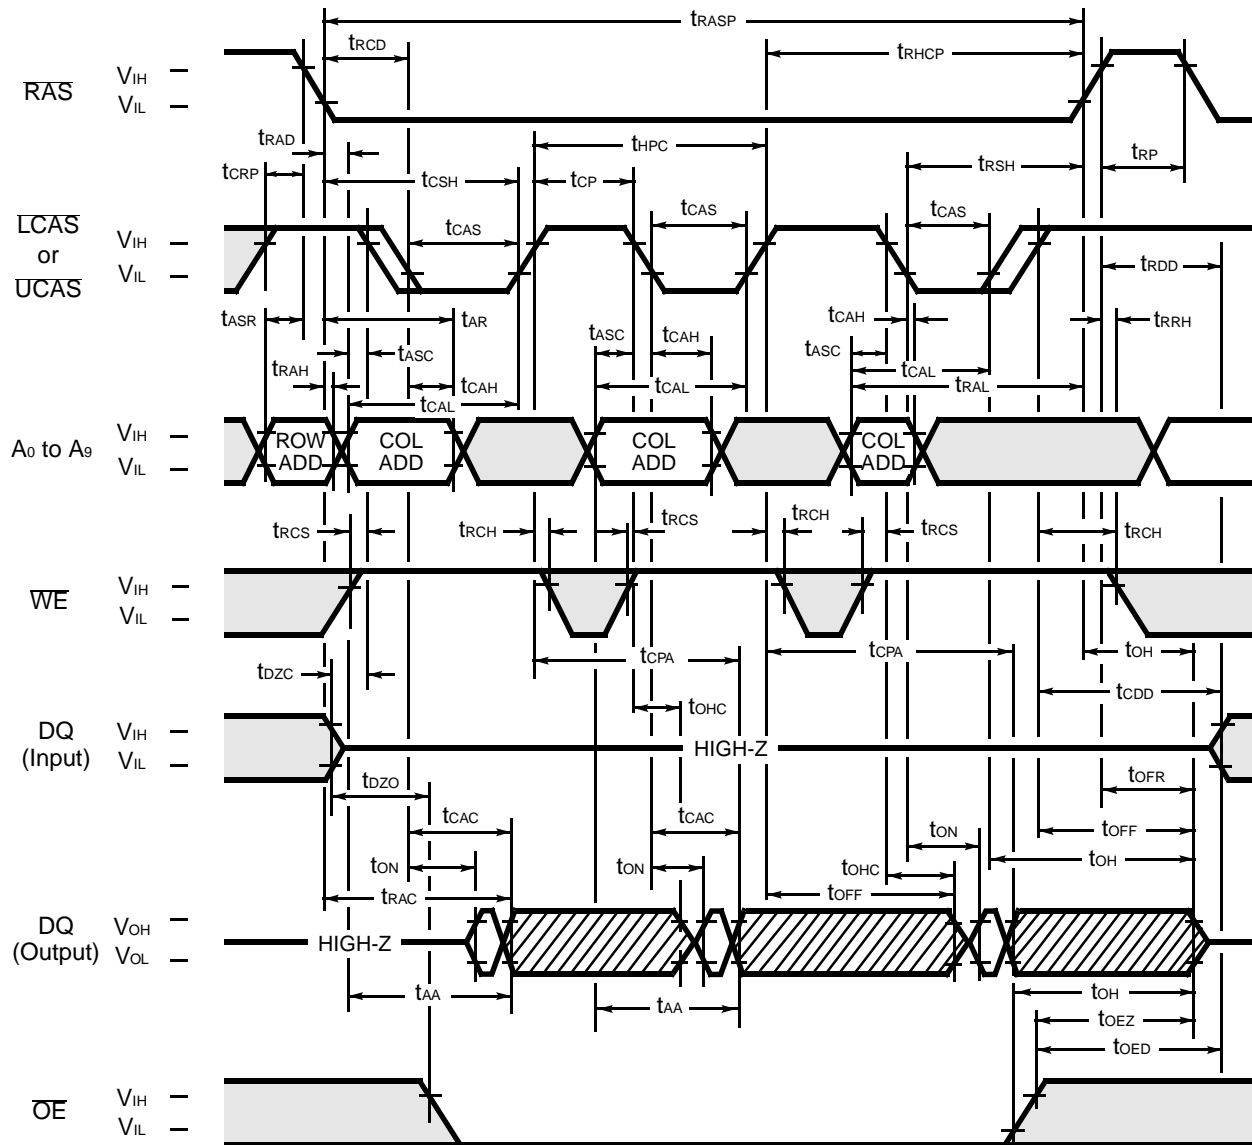 tRASP
tRCD
tRHCP
RAS
VIH
VIL
tRAD
tHPC
tRP
tCRP
tCSH
tCP
tRSH
LCAS
or
UCAS
VIH
VIL
tCAS
tCAS
tCAS
tRDD
tASR
tAR
tCAH
tRRH
tASC
tASC
tCAH
tASC
tRAH
tCAH
tCAL
tCAL
tCAL
tRAL
A0 to A9
VIH
VIL
ROW
ADD
COL
ADD
COL
ADD
COL
ADD
tRCS
tRCH
tRCS
tRCH
tRCS
tRCH
WE
VIH
VIL
tCPA
tCPA
tOH
tDZC
tCDD
tOHC
DQ
(Input)
VIH
VIL
HIGH-Z
tDZO
tOFR
tCAC
tCAC
tON
tOFF
tON
tON
tOHC
tOH
tRAC
tOFF
DQ
(Output)
VOH
VOL
HIGH-Z
tAA
tAA
tOH
tOEZ
tOED
OE
VIH
VIL